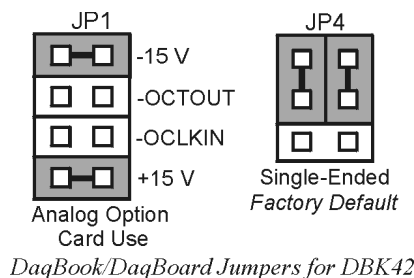 JP1
-15 V
-OCTOUT
-OCLKIN
+15 V
Analog Option
Card Use
JP4
Single-Ended
Factory Default
DaqBook/DaqBoard Jumpers for DBK42